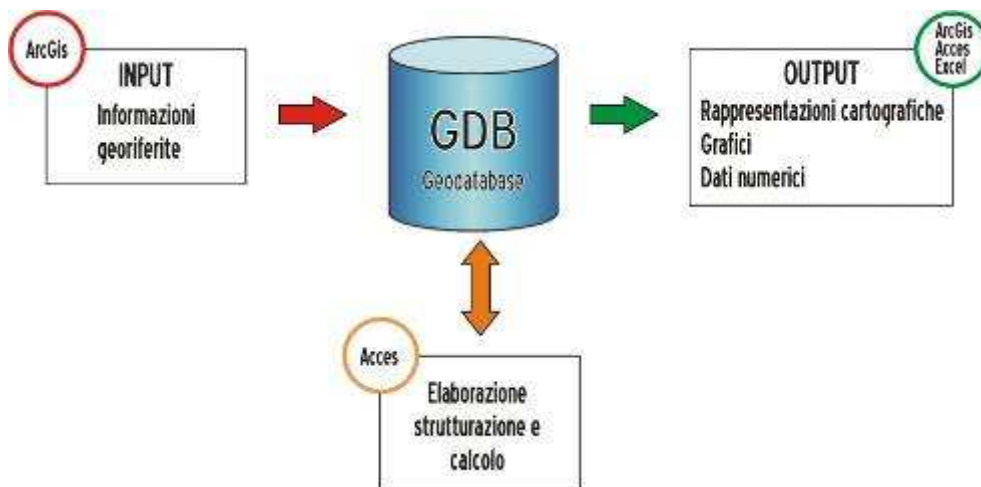 ArcGis
INPUT
Informazioni
georiferite
GDB
Geodatabase
ArcGis
Acces
Excel
OUTPUT
Rappresentazioni cartografiche
Grafici
Dati numerici
Acces
Elaborazione
strutturazione e
calcolo